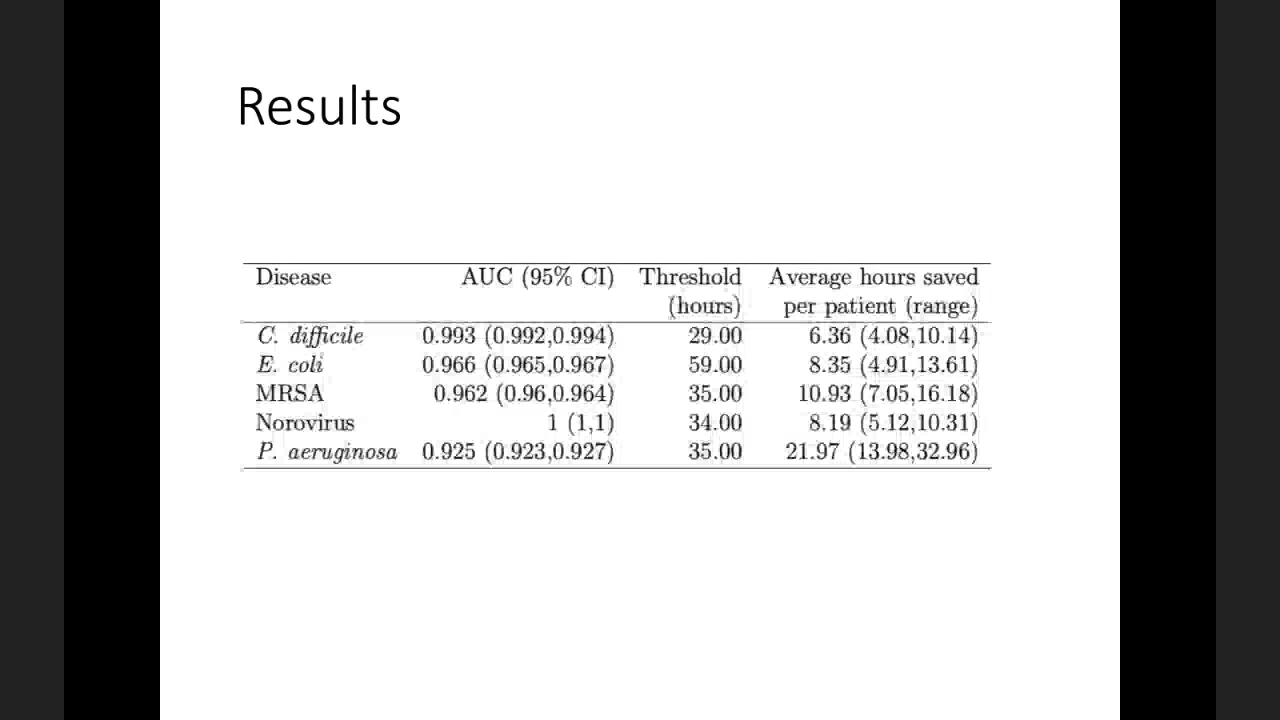 Results
Disease AUC (95% CI) Threshold Average hours saved
(hours) per patient (range)
C. difficile 0.993 (0.992,0.994) 29.00 6.36 (4.08,10.14)
E. coli 0.966 (0.965,0.967) 59.00 8.35 (4.91,13.61)
MRSA 0.962 (0.96,0.964) 35.00 10.93 (7.05,16.18)
Norovirus 1 (1,1) 34.00 8.19 (5.12,10.31)
P. aeruginosa 0.925 (0.923,0.927) 35.00 21.97 (13.98,32.96)